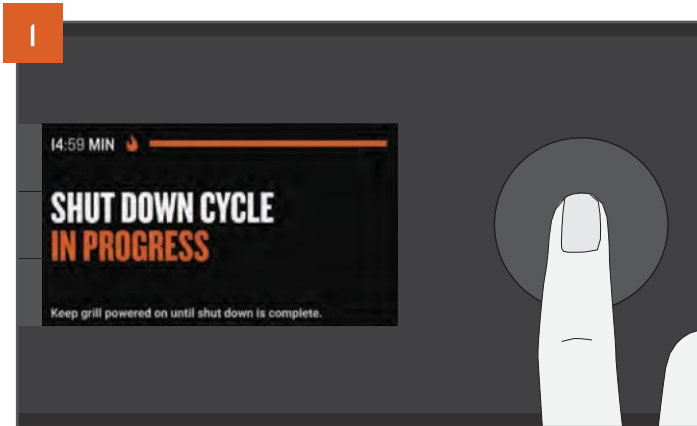 1
14:59 MIN
SHUT DOWN CYCLE
IN PROGRESS
Keep grill powered on until shut down is complete.